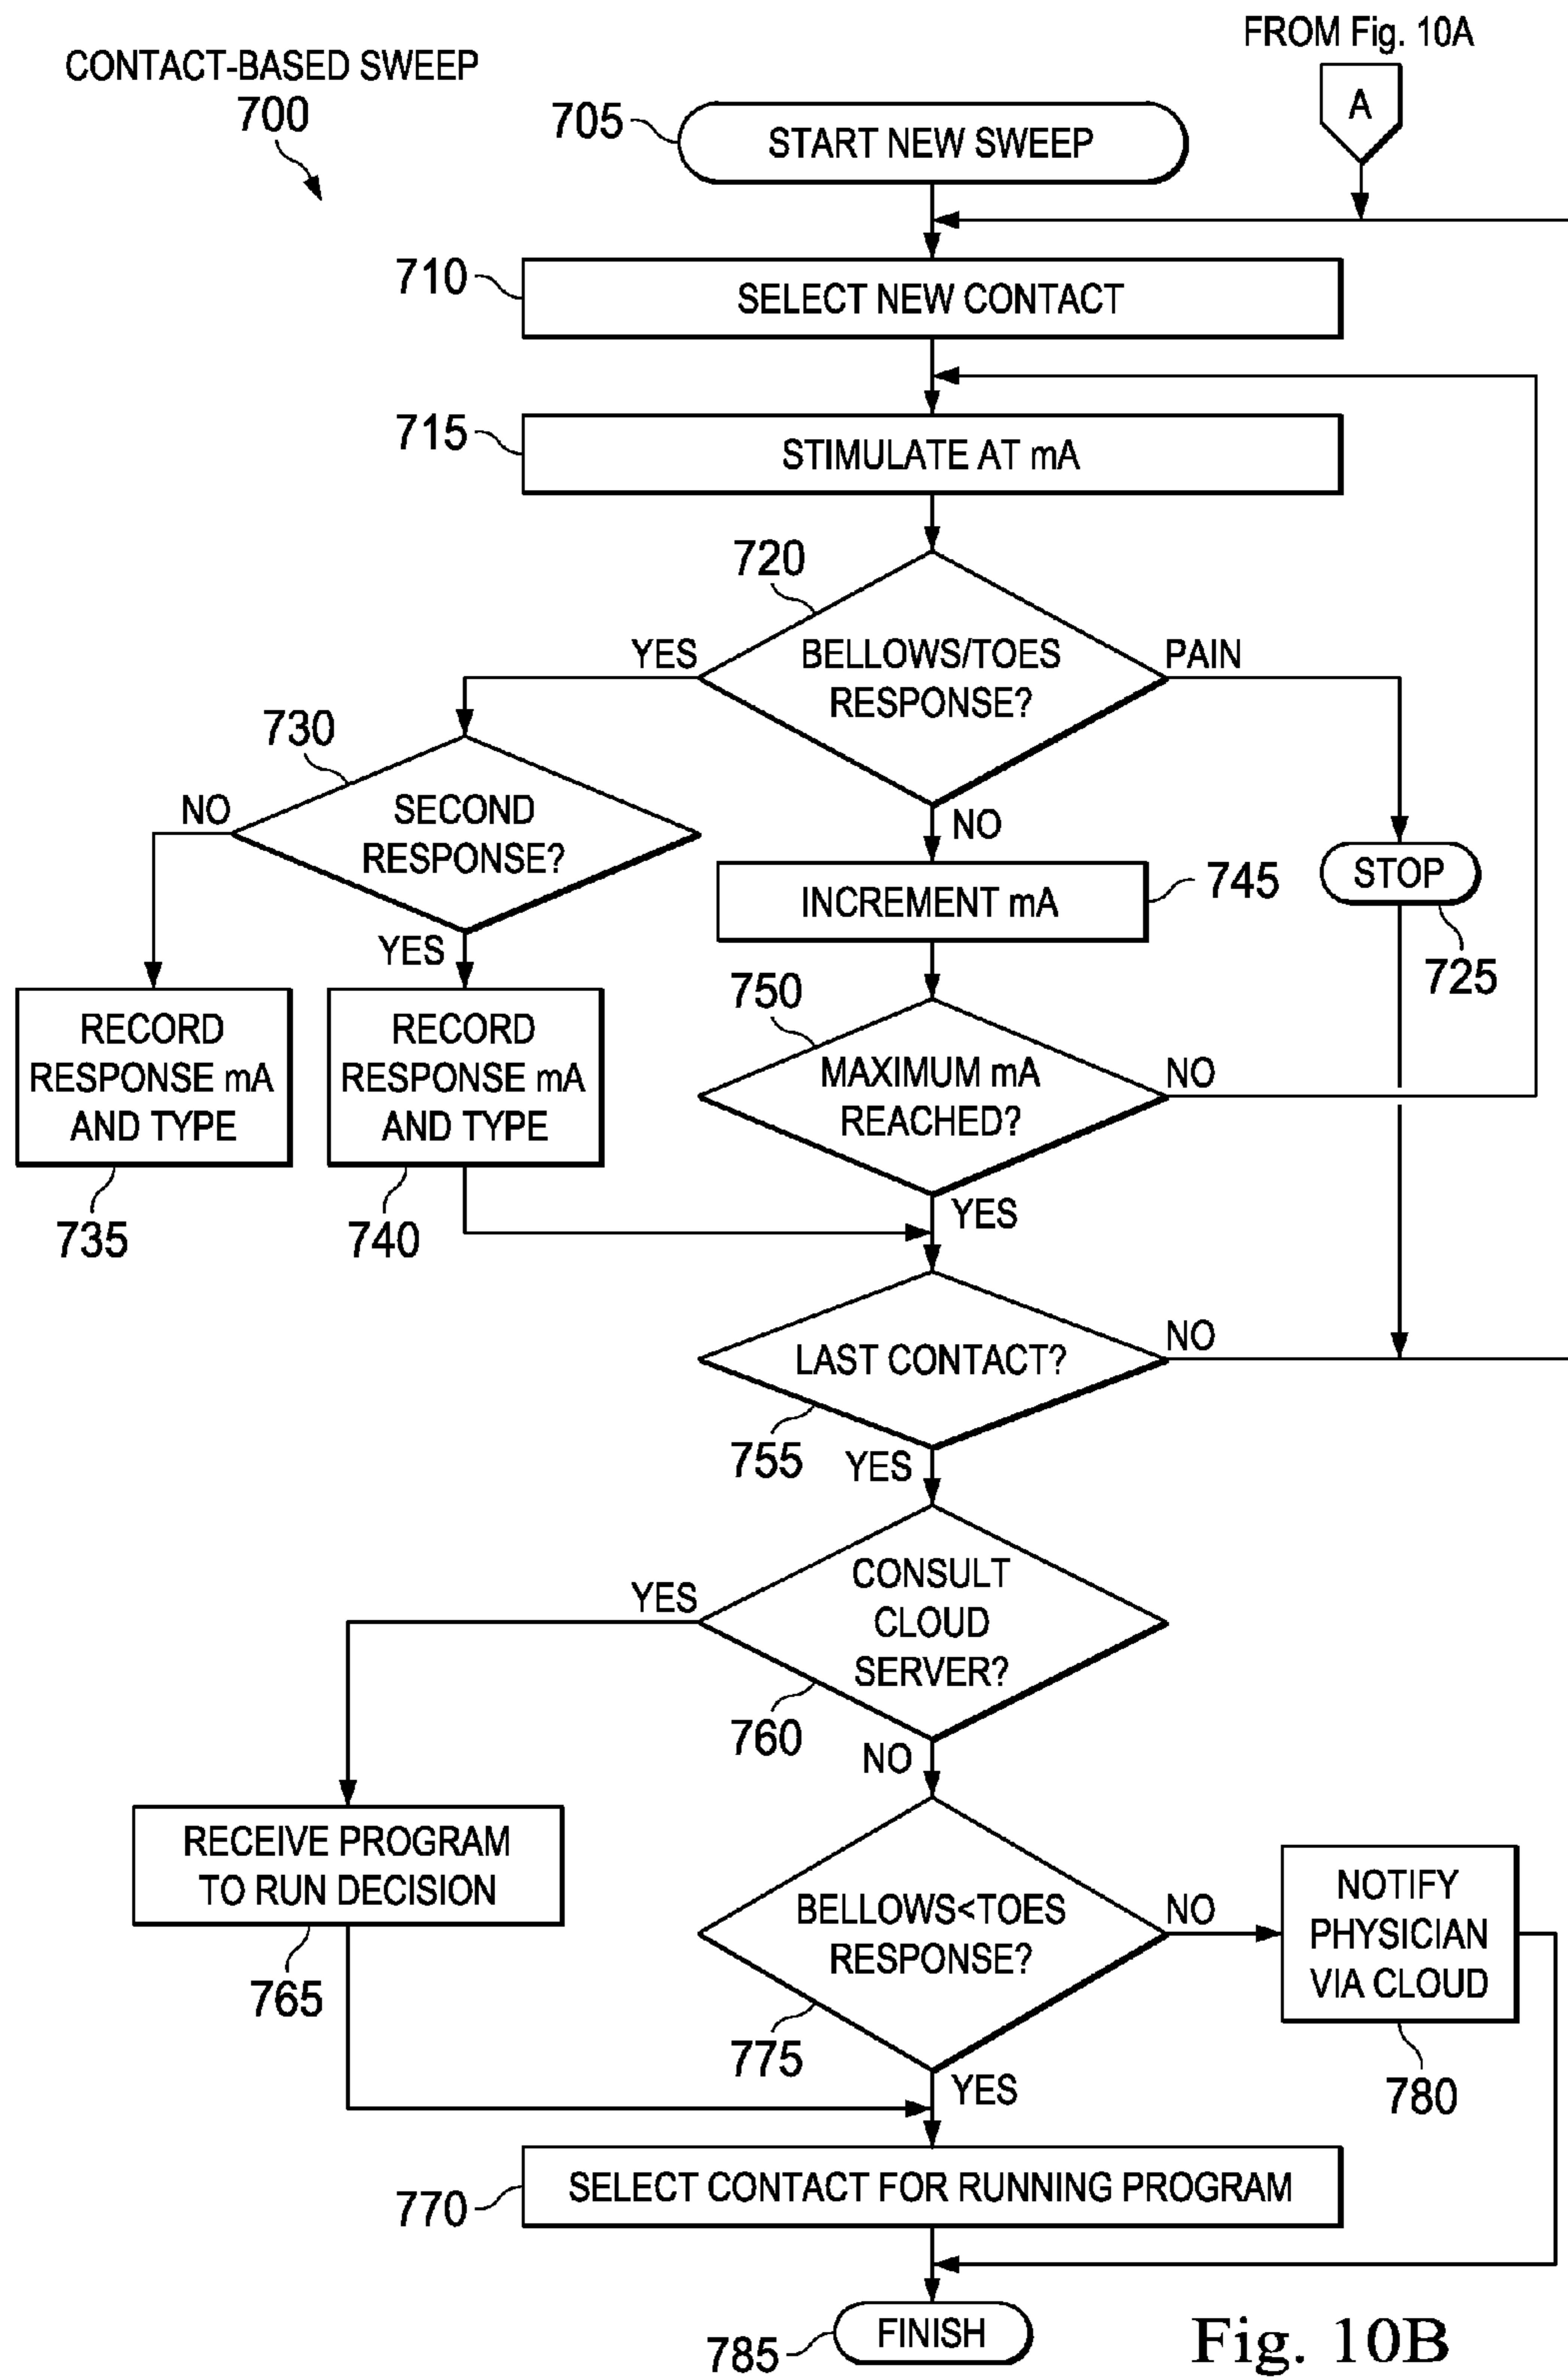 FROM Fig. 10A
A
CONTACT-BASED SWEEP
700
705
START NEW SWEEP
710
SELECT NEW CONTACT
715
STIMULATE AT mA
720
YES
BELLOWS/TOES
RESPONSE?
PAIN
730
NO
SECOND
RESPONSE?
YES
NO
INCREMENT mA
745
STOP
725
RECORD
RESPONSE mA
AND TYPE
735
RECORD
RESPONSE mA
AND TYPE
740
750
MAXIMUM mA
REACHED?
NO
YES
LAST CONTACT?
NO
755
YES
CONSULT
CLOUD
SERVER?
YES
760
NO
RECEIVE PROGRAM
TO RUN DECISION
765
BELLOWS<TOES
RESPONSE?
NO
775
YES
NOTIFY
PHYSICIAN
VIA CLOUD
780
SELECT CONTACT FOR RUNNING PROGRAM
770
FINISH
785
Fig. 10B